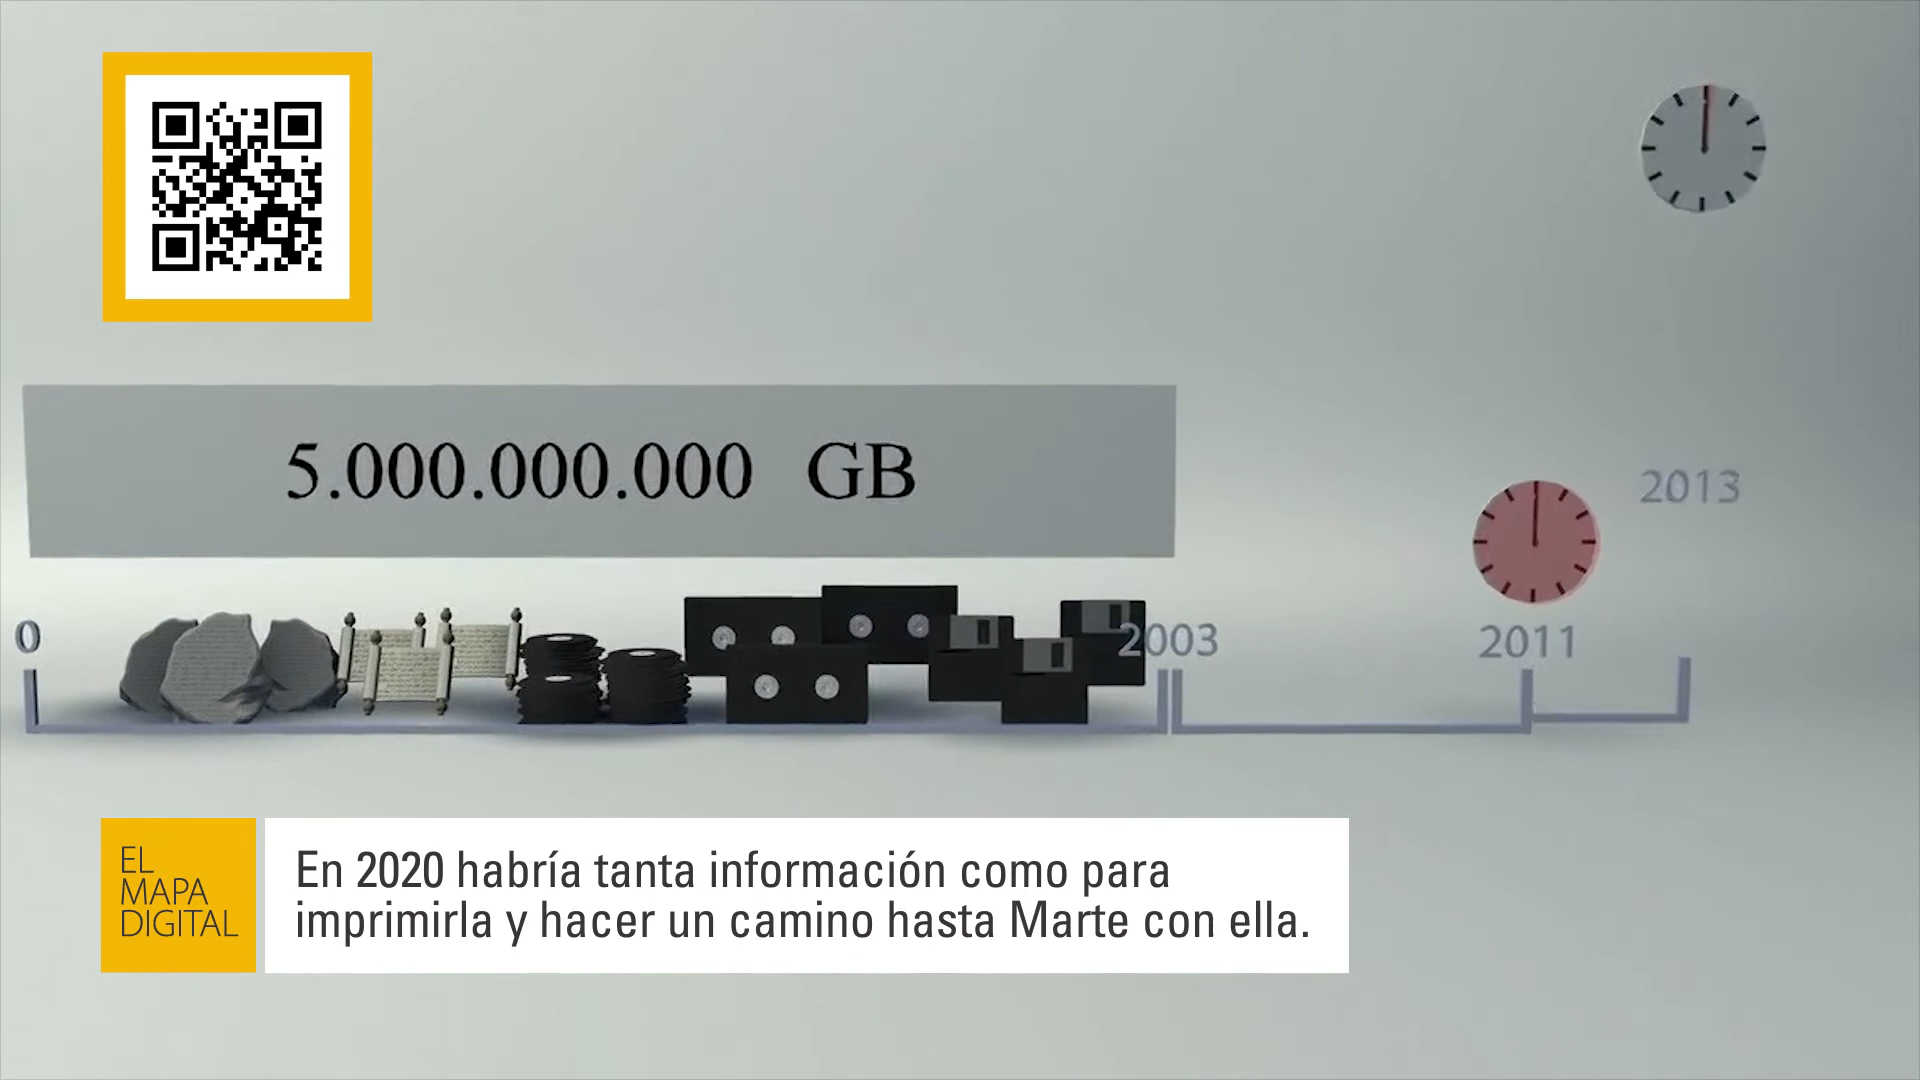 5.000.000.000 GB
2013
0
2003
2011
EL
MAPA
DIGITAL
En 2020 habría tanta información como para
imprimirla y hacer un camino hasta Marte con ella.